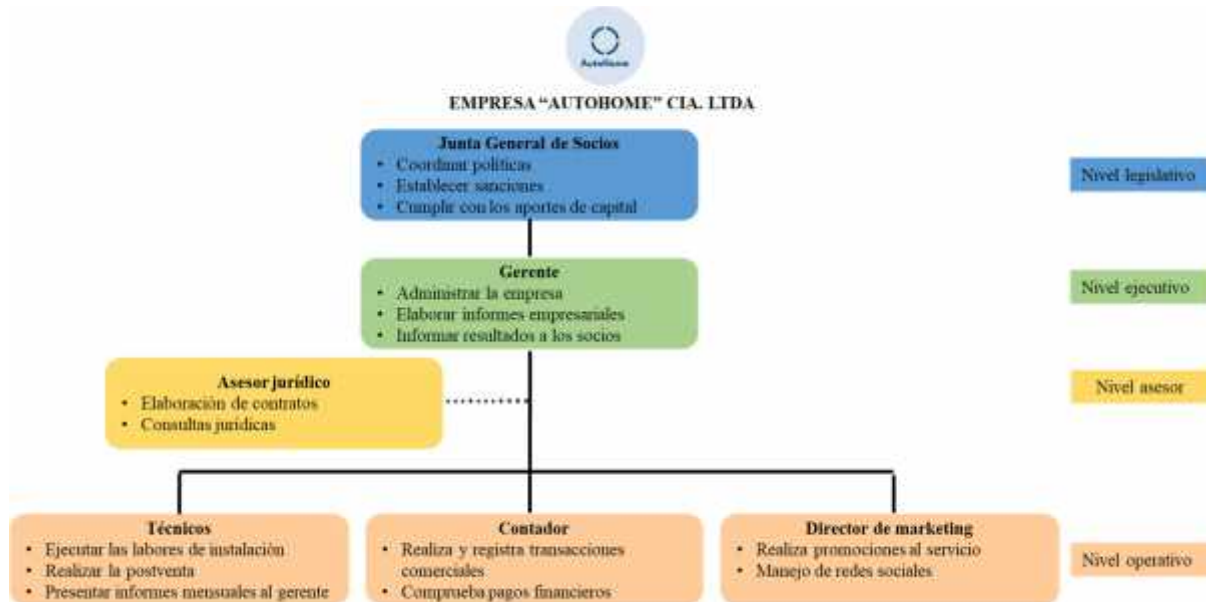 AutoHome
EMPRESA “AUTOHOME” CIA. LTDA
Junta General de Socios
• Coordinar políticas
• Establecer sanciones
• Cumplir con los aportes de capital
Nivel legislativo
Gerente
• Administrar la empresa
• Elaborar informes empresariales
• Informar resultados a los socios
Nivel ejecutivo
Asesor jurídico
• Elaboración de contratos
• Consultas jurídicas
Nivel asesor
Técnicos
• Ejecutar las labores de instalación
• Realizar la postventa
• Presentar informes mensuales al gerente
Contador
• Realiza y registra transacciones
comerciales
• Comprueba pagos financieros
Director de marketing
• Realiza promociones al servicio
• Manejo de redes sociales
Nivel operativo